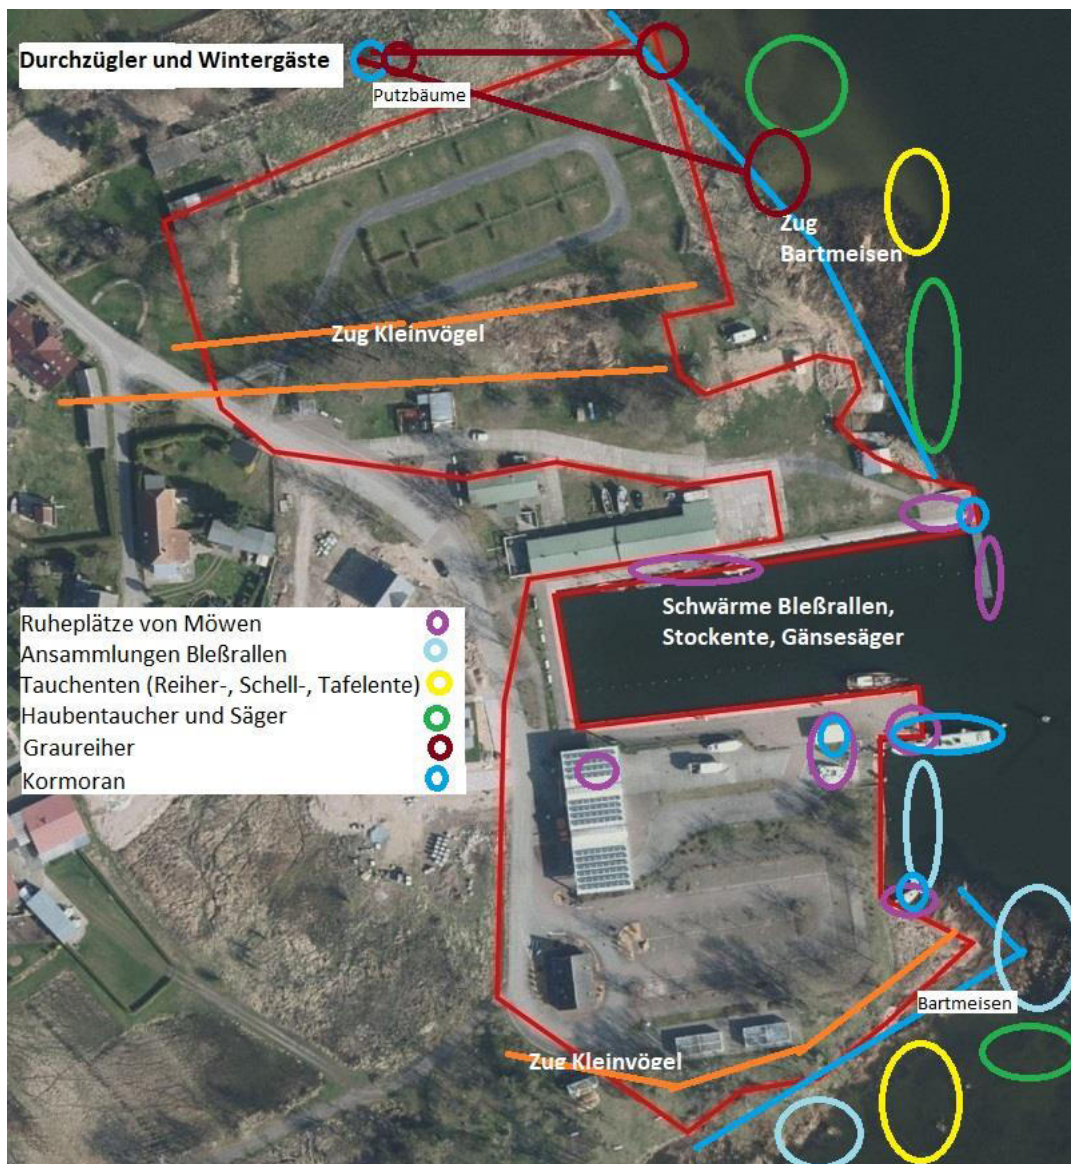 Durchzügler und Wintergäste
Putzbäume
Zug
Bartmeisen
Zug Kleinvögel
Schwärme Bleßrallen,
Stockente, Gänsesäger
Ruheplätze von Möwen
Ansammlungen Bleßrallen
Tauchenten (Reiher-, Schell-, Tafelente)
Haubentaucher und Säger
Graureiher
Kormoran
Bartmeisen
Zug Kleinvögel